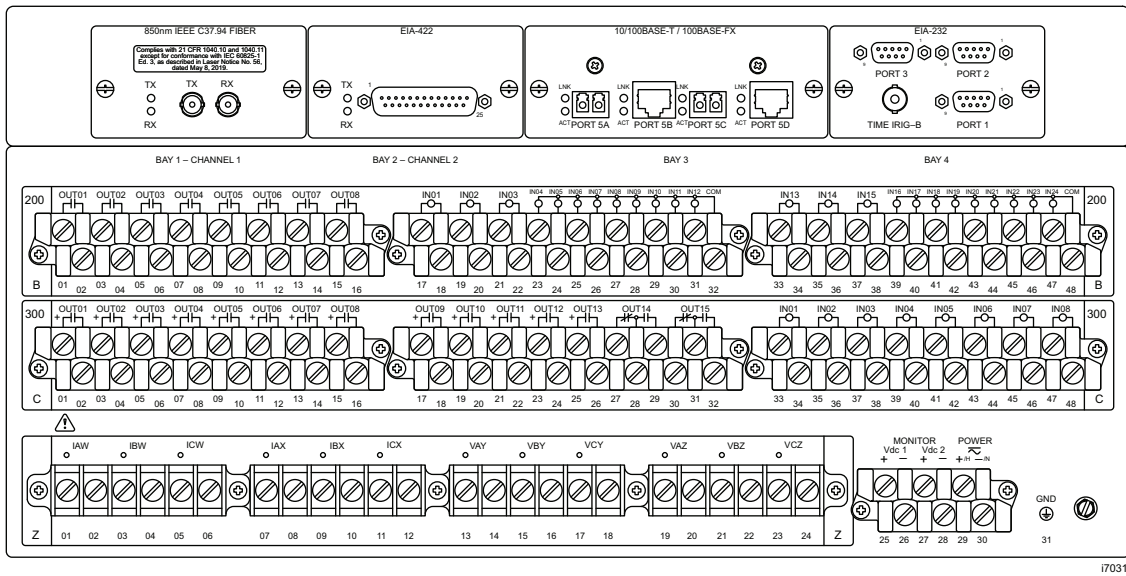 850nm IEEE C37.94 FIBER
EIA-422
10/100BASE-T / 100BASE-FX
EIA-232
Complies with 21 CFR 1040.10 and 1040.11
except for conformance with IEC 60825-1
Ed. 3, as described in Laser Notice No. 56,
dated May 8, 2019.
TX TX RX
RX
TX 1
RX 25
LNK LNK LNK LNK
ACT PORT 5A ACT PORT 5B ACT PORT 5C ACT PORT 5D
1 1
9 9
PORT 3 PORT 2
1
9
TIME IRIG–B PORT 1
BAY 1 – CHANNEL 1 BAY 2 – CHANNEL 2 BAY 3 BAY 4
200 OUT01 OUT02 OUT03 OUT04 OUT05 OUT06 OUT07 OUT08 IN01 IN02 IN03 IN04 IN05 IN06 IN07 IN08 IN09 IN10 IN11 IN12 COM IN13 IN14 IN15 IN16 IN17 IN18 IN19 IN20 IN21 IN22 IN23 IN24 COM 200
B 01 02 03 04 05 06 07 08 09 10 11 12 13 14 15 16 17 18 19 20 21 22 23 24 25 26 27 28 29 30 31 32 33 34 35 36 37 38 39 40 41 42 43 44 45 46 47 48 B
300 OUT01 OUT02 OUT03 OUT04 OUT05 OUT06 OUT07 OUT08 OUT09 OUT10 OUT11 OUT12 OUT13 OUT14 OUT15 IN01 IN02 IN03 IN04 IN05 IN06 IN07 IN08 300
+ + + + + + + + + + + + + + +
C 01 02 03 04 05 06 07 08 09 10 11 12 13 14 15 16 17 18 19 20 21 22 23 24 25 26 27 28 29 30 31 32 33 34 35 36 37 38 39 40 41 42 43 44 45 46 47 48 C
IAW IBW ICW IAX IBX ICX VAY VBY VCY VAZ VBZ VCZ
Z 01 02 03 04 05 06 07 08 09 10 11 12 13 14 15 16 17 18 19 20 21 22 23 24 Z
MONITOR POWER
Vdc 1 Vdc 2
+ – + – +/H –/N
25 26 27 28 29 30
GND
31
i7031